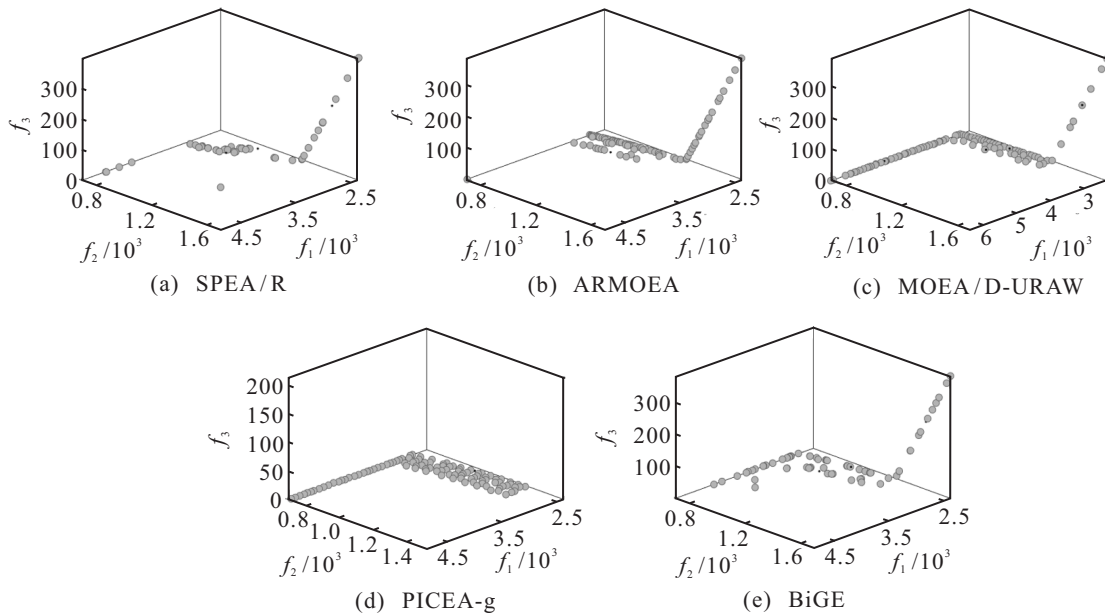 300
200
100
0
f₃
0.8
1.2
1.6
f₂/10³
4.5
3.5
2.5
f₁/10³
(a) SPEA/R
300
200
100
f₃
0.8
1.2
1.6
f₂/10³
4.5
3.5
2.5
f₁/10³
(b) ARMOEA
300
200
100
0
f₃
0.8
1.2
1.6
f₂/10³
6
5
4
3
f₁/10³
(c) MOEA/D-URAW
200
150
100
50
0
f₃
0.8
1.0
1.2
1.4
f₂/10³
4.5
3.5
2.5
f₁/10³
(d) PICEA-g
300
200
100
f₃
0.8
1.2
1.6
f₂/10³
4.5
3.5
2.5
f₁/10³
(e) BiGE